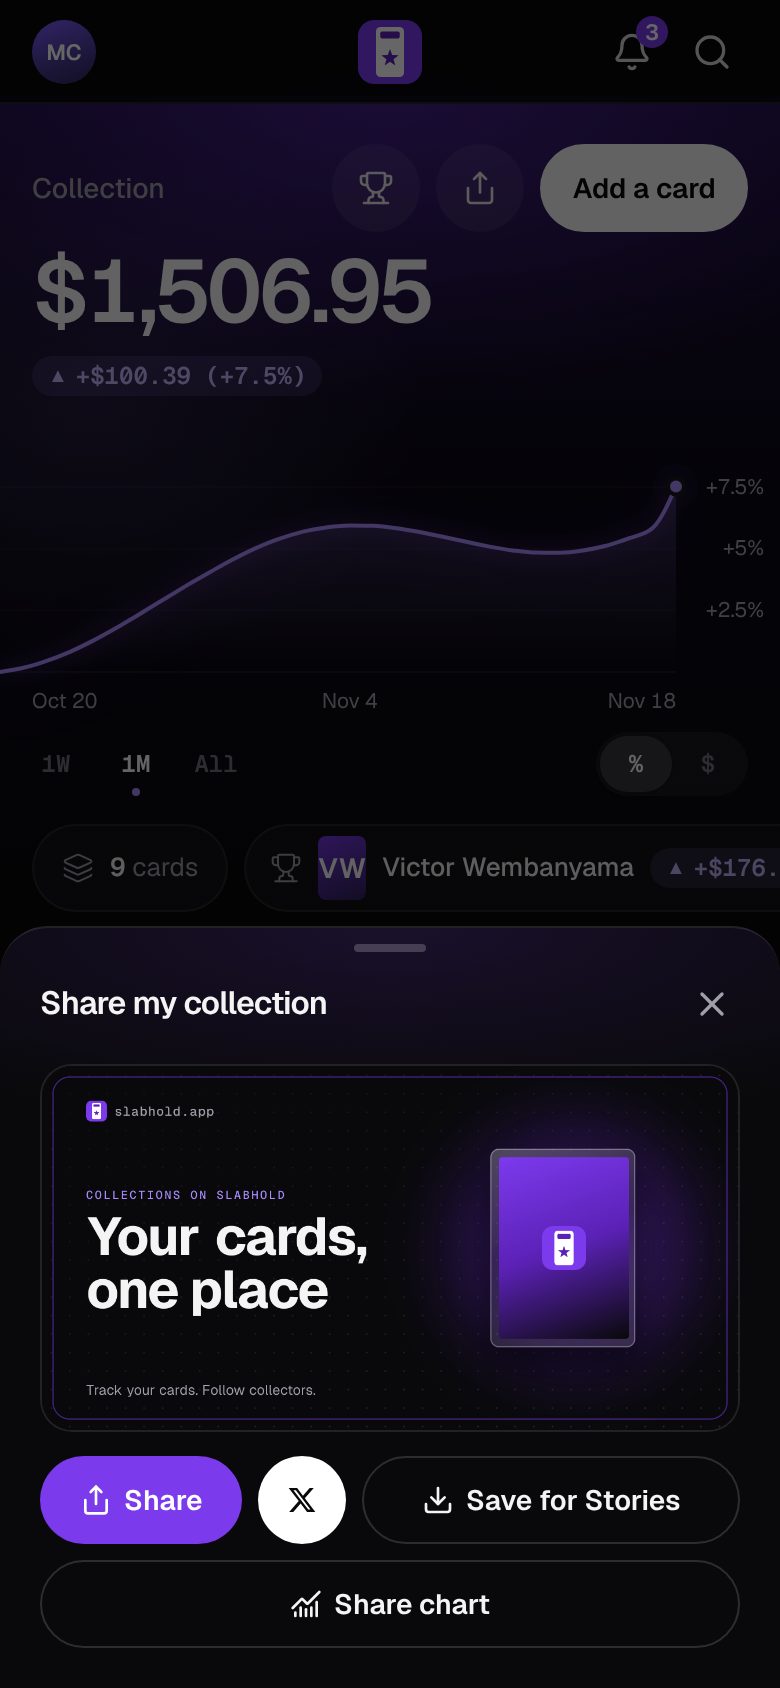 MC
3
Collection
Add a card
$1,506.95
▲ +$100.39 (+7.5%)
+7.5%
+5%
+2.5%
Oct 20
Nov 4
Nov 18
1W
1M
All
%
$
9 cards
VW
Victor Wembanyama
▲ +$176.
Share my collection
slabhold.app
COLLECTIONS ON SLABHOLD
Your cards,
one place
Track your cards. Follow collectors.
Share
X
Save for Stories
Share chart